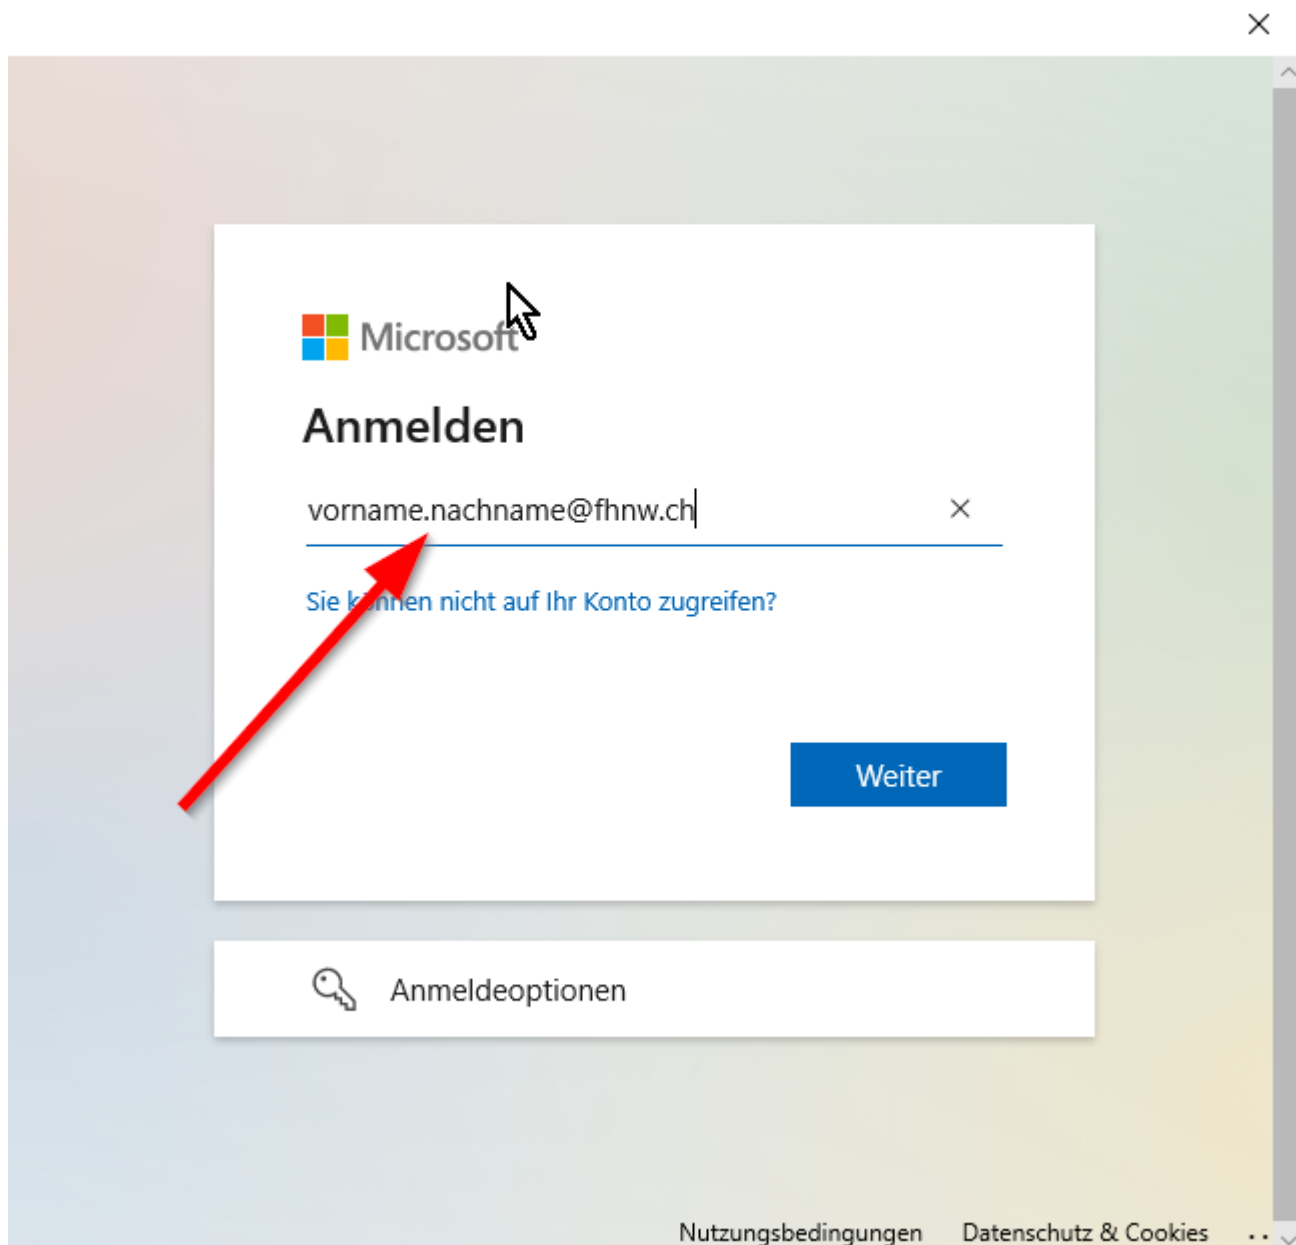 Microsoft
Anmelden
vorname.nachname@fhnw.ch
Sie können nicht auf Ihr Konto zugreifen?
Weiter
Anmeldeoptionen
Nutzungsbedingungen Datenschutz & Cookies